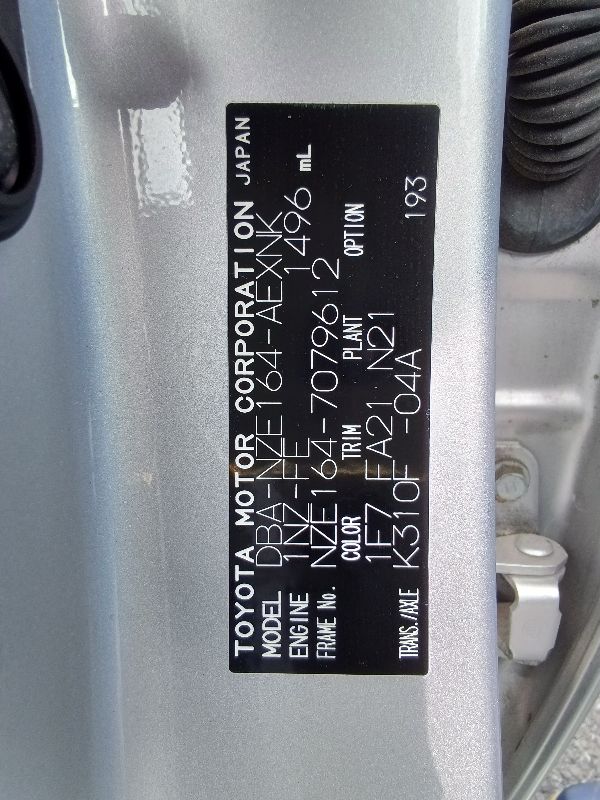 TOYOTA MOTOR CORPORATION JAPAN
MODEL DBA-NZE164-AEXNK
ENGINE 1NZ-FE 1496 mL
FRAME No. NZE164-7079612
COLOR TRIM PLANT OPTION
1F7 FA21 N21
TRANS./AXLE K310F -04A 193